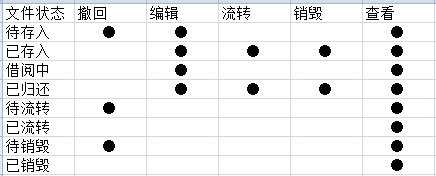 文件状态 撤回 编辑 流转 销毁 查看
待存入 ● ● ●
已存入 ● ● ● ●
借阅中 ● ●
已归还 ● ● ● ●
待流转 ● ●
已流转 ●
待销毁 ● ●
已销毁 ●